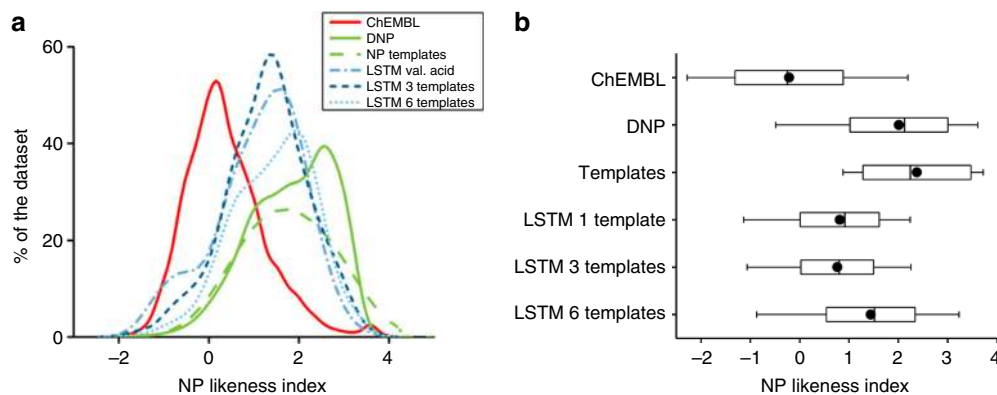 a
ChEMBL
DNP
NP templates
LSTM val. acid
LSTM 3 templates
LSTM 6 templates
% of the dataset
60
40
20
0
–2
0
2
4
NP likeness index
b
ChEMBL
DNP
Templates
LSTM 1 template
LSTM 3 templates
LSTM 6 templates
–2
–1
0
1
2
3
4
NP likeness index